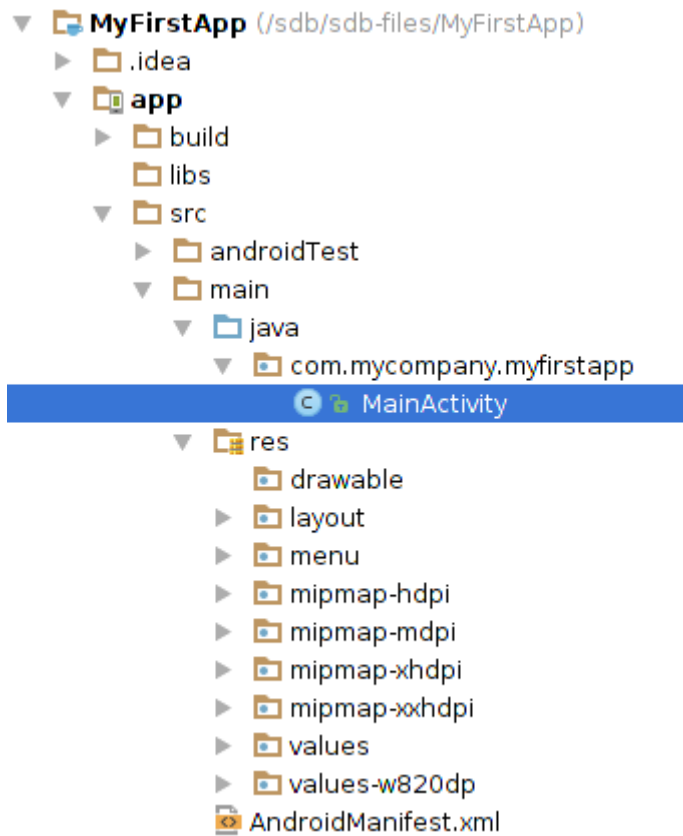 MyFirstApp (/sdb/sdb-files/MyFirstApp)
.idea
app
build
libs
src
androidTest
main
java
com.mycompany.myfirstapp
C MainActivity
res
drawable
layout
menu
mipmap-hdpi
mipmap-mdpi
mipmap-xhdpi
mipmap-xxhdpi
values
values-w820dp
AndroidManifest.xml